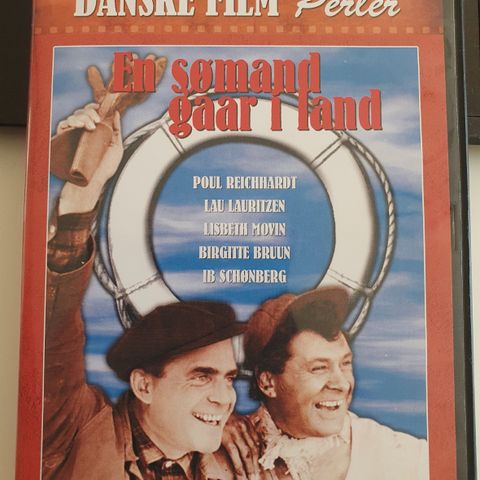 DANSKE FILM Perler
En sømand
gaar i land
POUL REICHHARDT
LAU LAURITZEN
LISBETH MOVIN
BIRGITTE BRUUN
IB SCHØNBERG